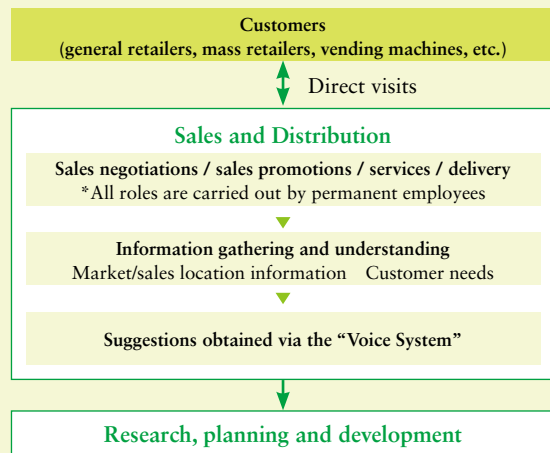 Customers
(general retailers, mass retailers, vending machines, etc.)
Direct visits
Sales and Distribution
Sales negotiations / sales promotions / services / delivery
*All roles are carried out by permanent employees
Information gathering and understanding
Market/sales location information Customer needs
Suggestions obtained via the “Voice System”
Research, planning and development